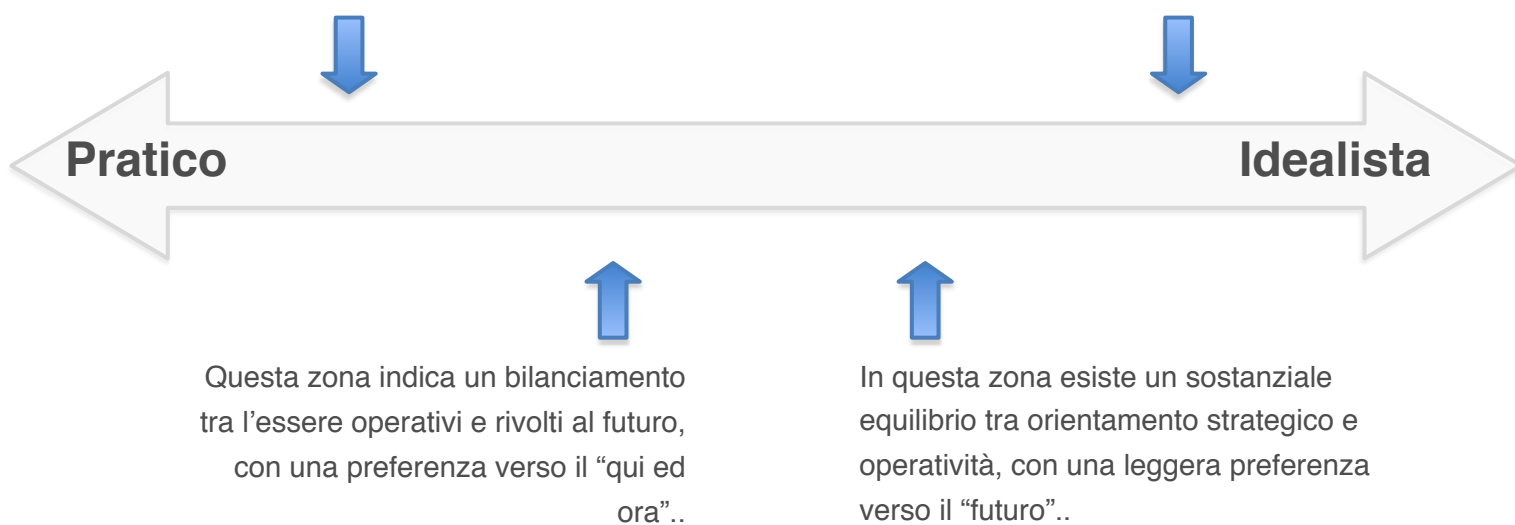 Pratico
Idealista
Questa zona indica un bilanciamento
tra l’essere operativi e rivolti al futuro,
con una preferenza verso il “qui ed
ora”..
In questa zona esiste un sostanziale
equilibrio tra orientamento strategico e
operatività, con una leggera preferenza
verso il “futuro”..